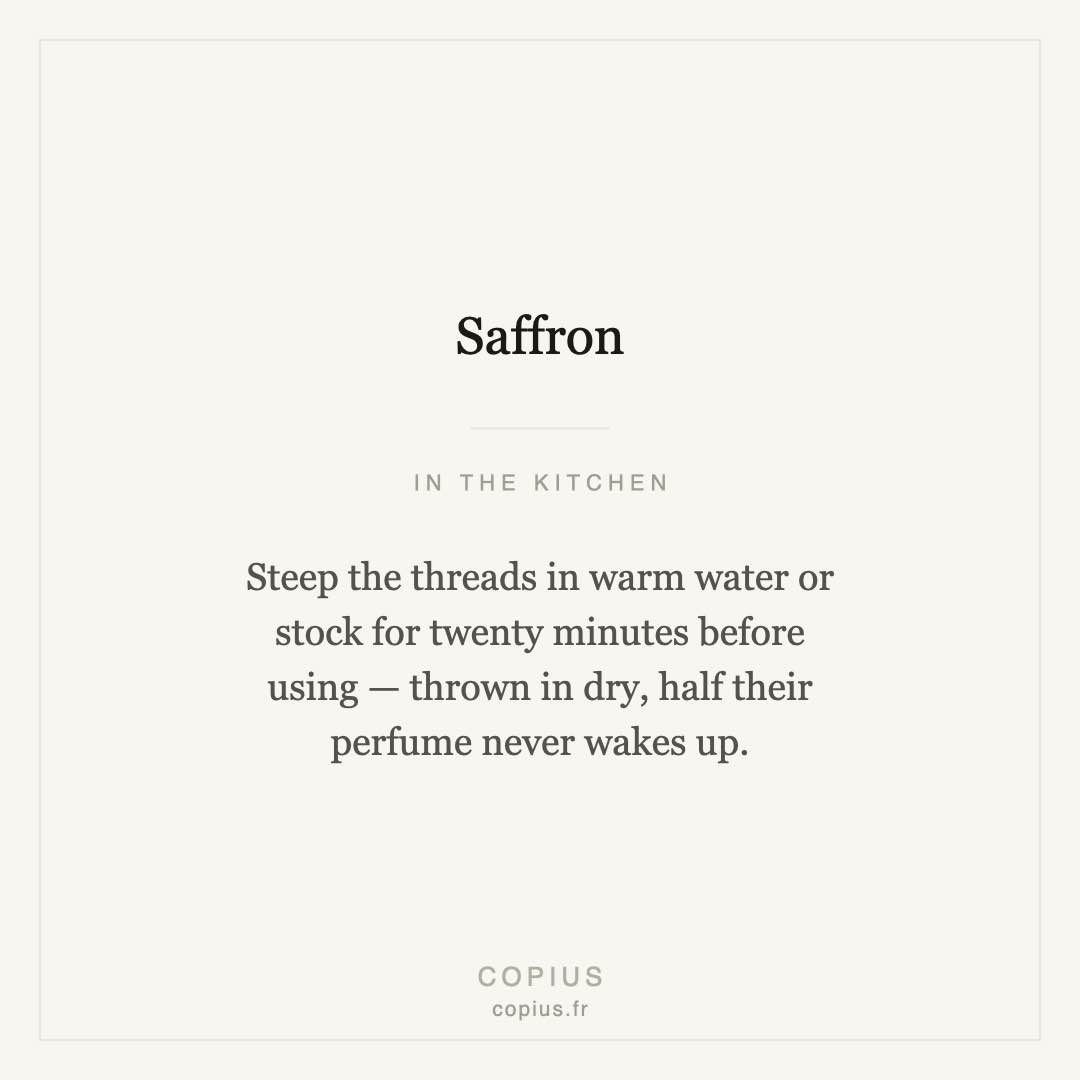 Saffron
IN THE KITCHEN
Steep the threads in warm water or
stock for twenty minutes before
using — thrown in dry, half their
perfume never wakes up.
COPIUS
copius.fr